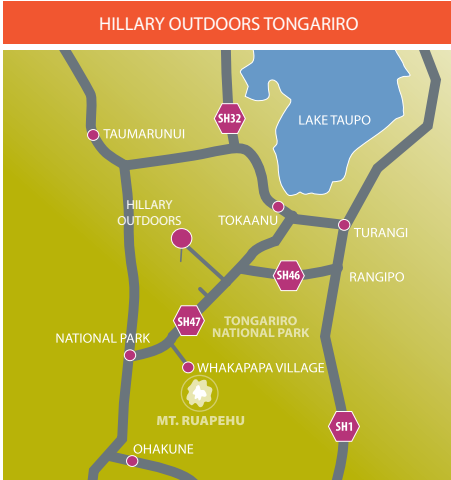 HILLARY OUTDOORS TONGARIRO
SH32
LAKE TAUPO
TAUMARUNUI
HILLARY
OUTDOORS
TOKAANU
TURANGI
SH46
RANGIPO
SH47
TONGARIRO
NATIONAL PARK
NATIONAL PARK
WHAKAPAPA VILLAGE
MT. RUAPEHU
SH1
OHAKUNE